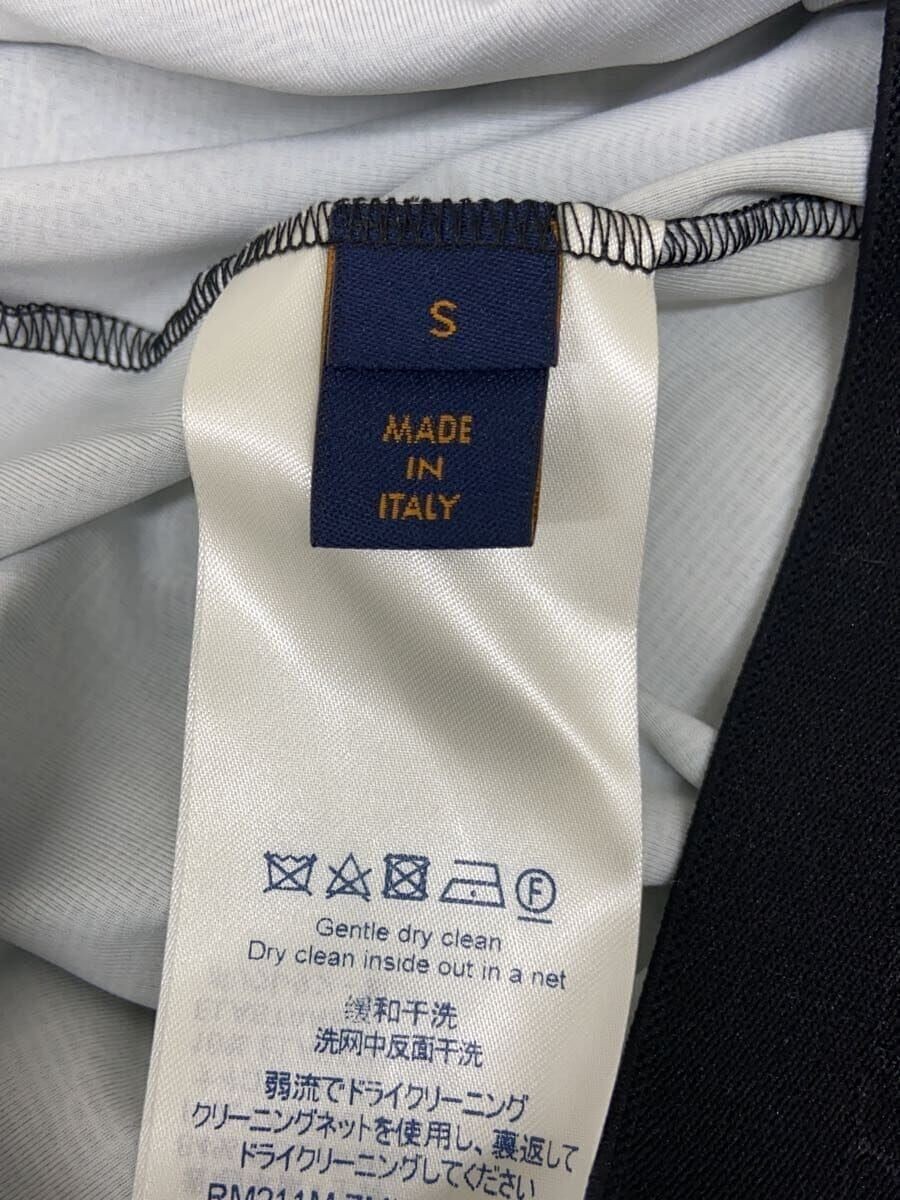 S
MADE
IN
ITALY
F
Gentle dry clean
Dry clean inside out in a net
缓和干洗
洗网中反面干洗
弱流でドライクリーニング
クリーニングネットを使用し、裏返して
ドライクリーニングしてください
RM211M